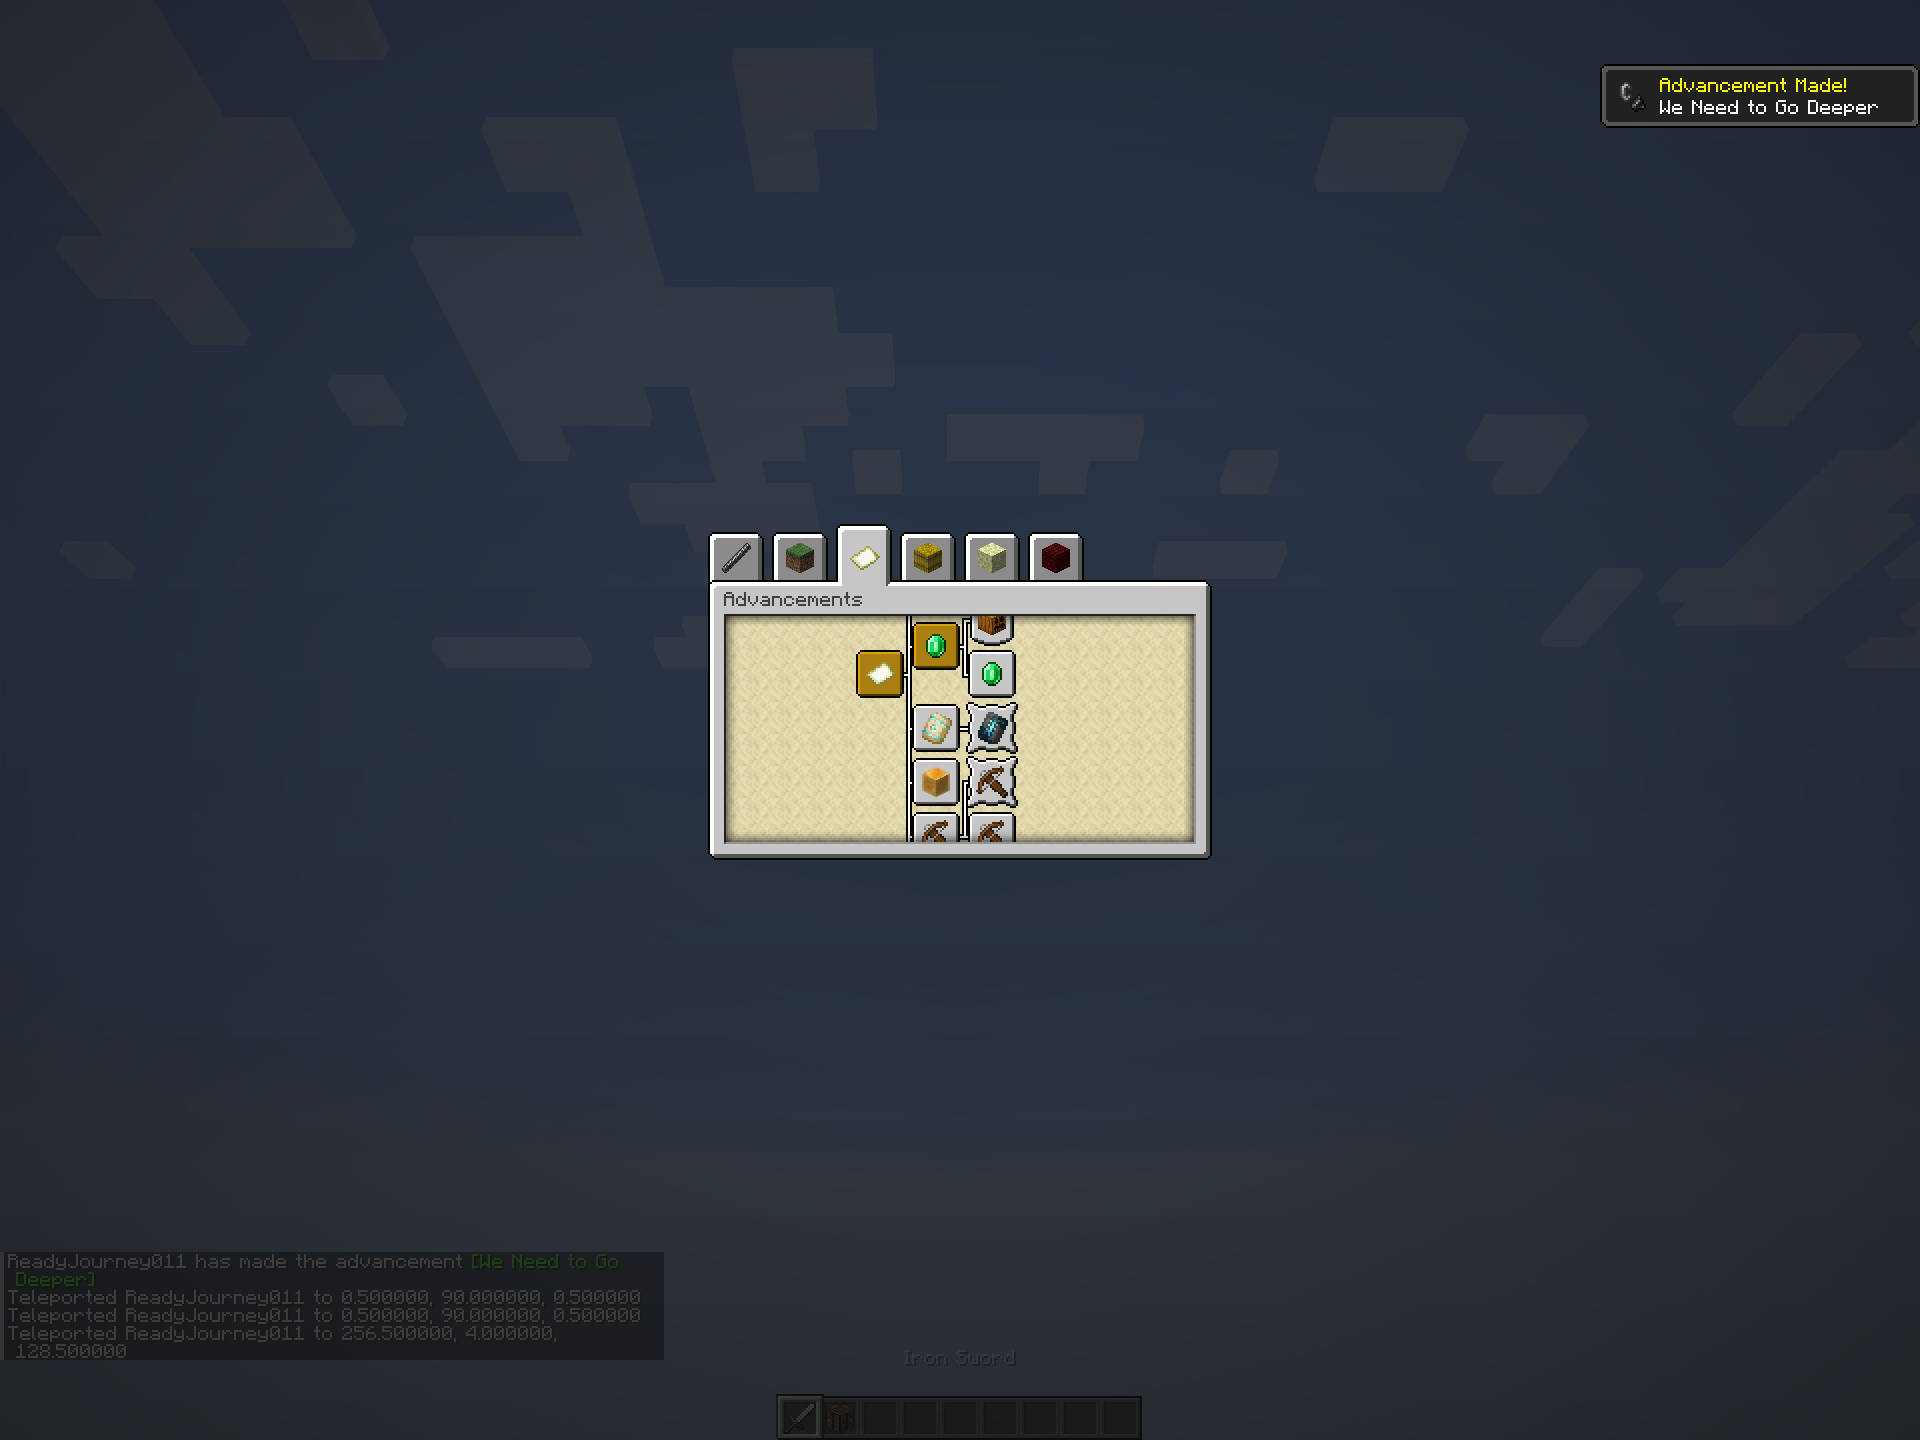 Advancement Made!
We Need to Go Deeper
Advancements
ReadyJourney011 has made the advancement [We Need to Go
Deeper]
Teleported ReadyJourney011 to 0.500000, 90.000000, 0.500000
Teleported ReadyJourney011 to 0.500000, 90.000000, 0.500000
Teleported ReadyJourney011 to 256.500000, 4.000000,
128.500000
Iron Sword